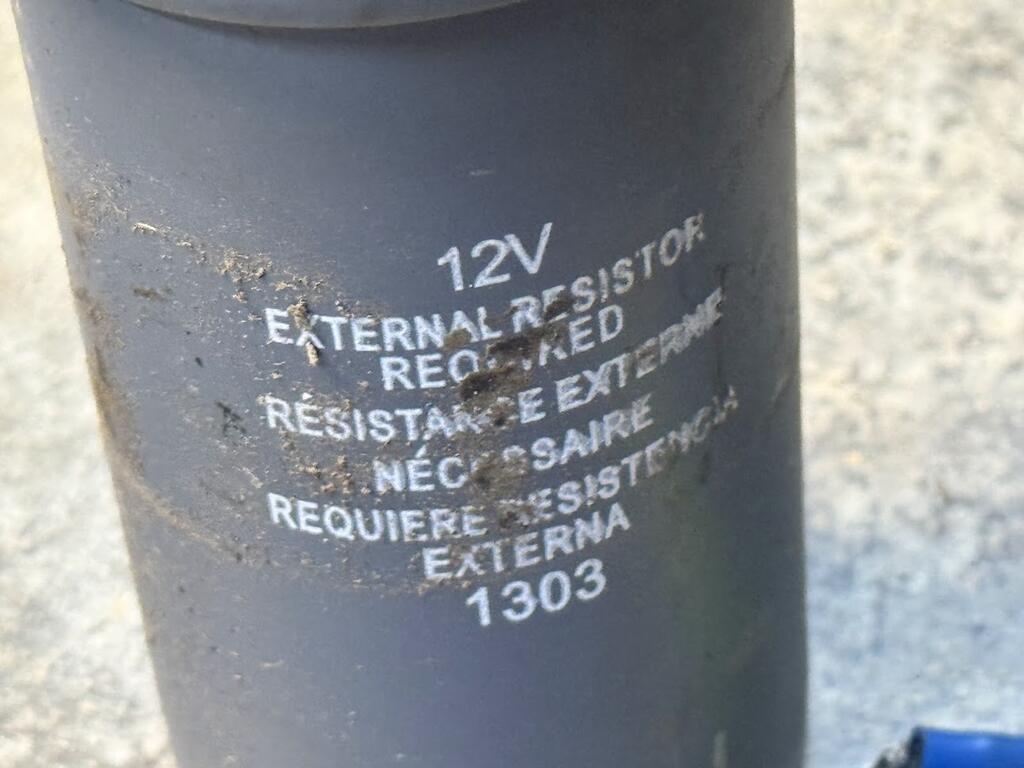 12V
EXTERNAL RESISTOR
REQUIRED
RÉSISTANCE EXTERNE
NÉCESSAIRE
REQUIERE RESISTENCIA
EXTERNA
1303